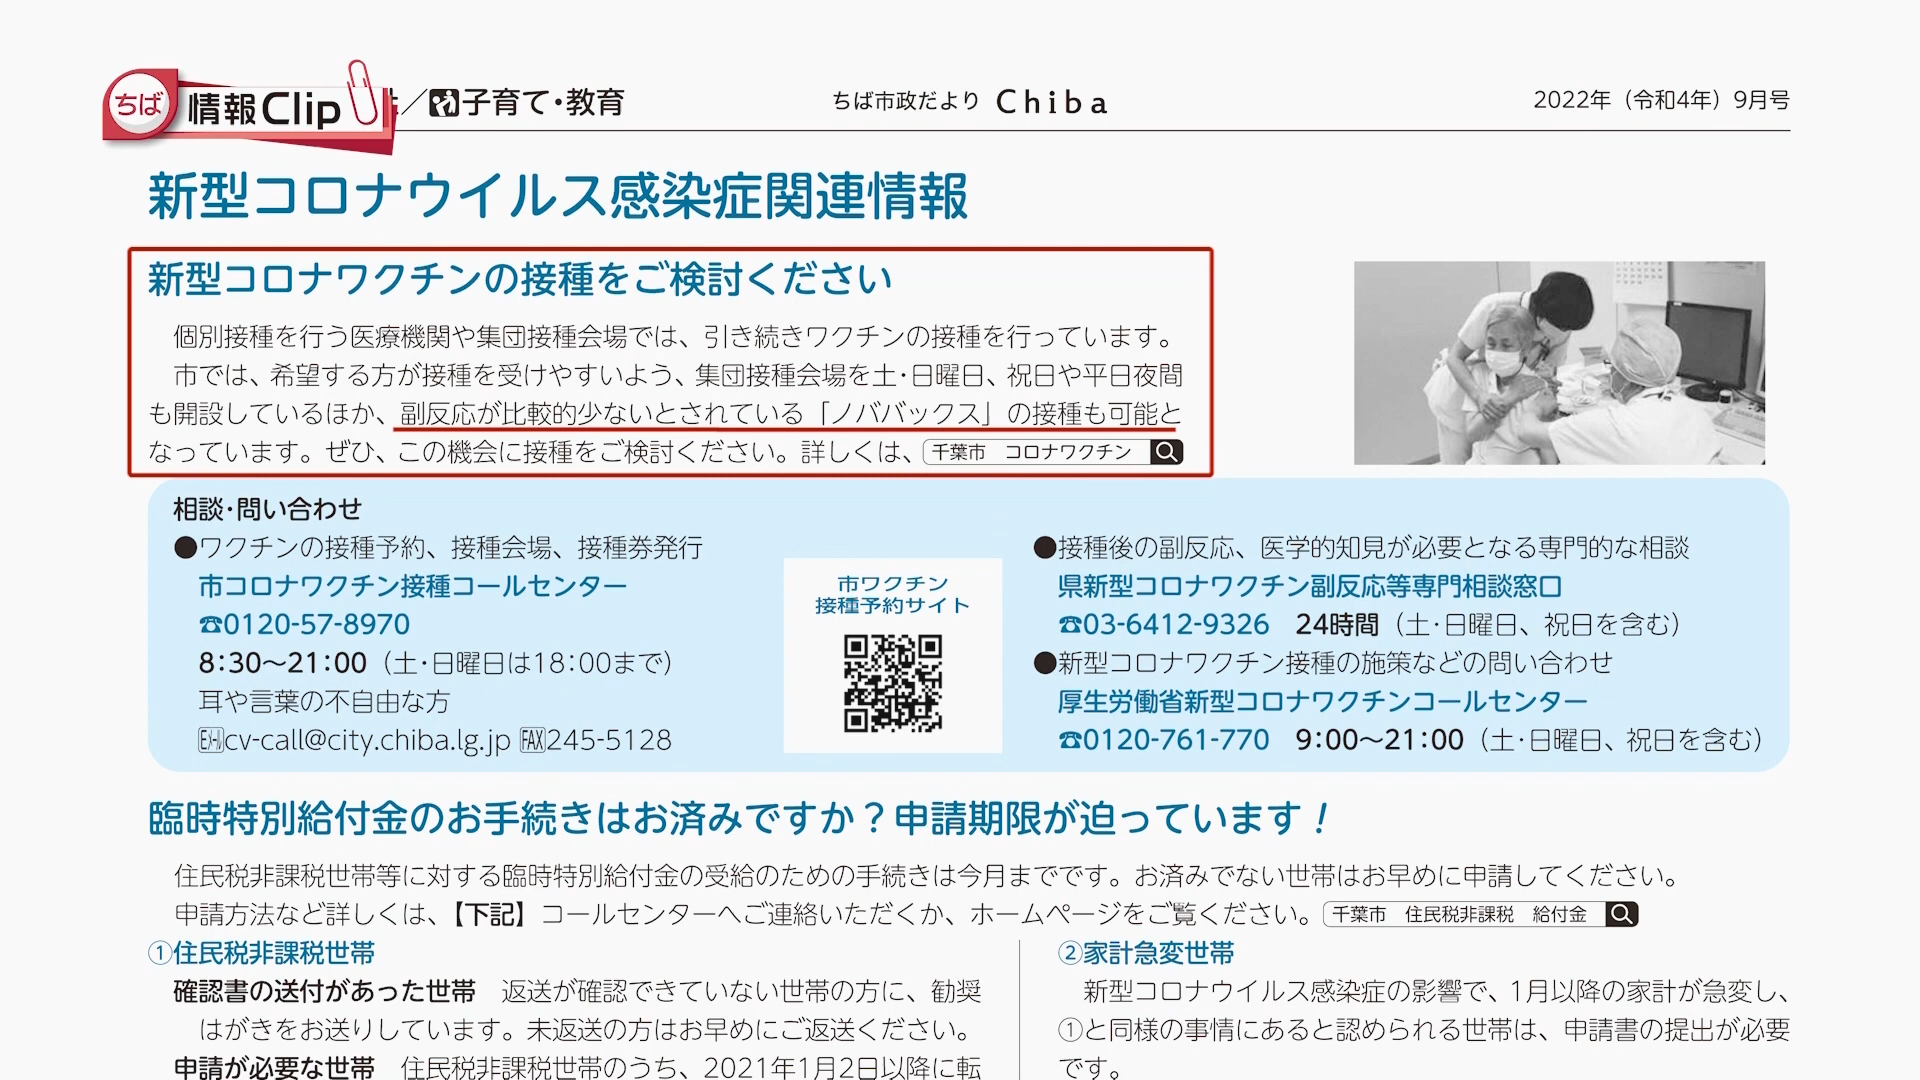 ちば 情報Clip
／子育て・教育
ちば市政だより Chiba
2022年（令和4年）9月号
新型コロナウイルス感染症関連情報
新型コロナワクチンの接種をご検討ください
個別接種を行う医療機関や集団接種会場では、引き続きワクチンの接種を行っています。
市では、希望する方が接種を受けやすいよう、集団接種会場を土・日曜日、祝日や平日夜間
も開設しているほか、副反応が比較的少ないとされている「ノババックス」の接種も可能と
なっています。ぜひ、この機会に接種をご検討ください。詳しくは、千葉市　コロナワクチン
相談・問い合わせ
●ワクチンの接種予約、接種会場、接種券発行
市コロナワクチン接種コールセンター
☎0120-57-8970
8：30～21：00（土・日曜日は18：00まで）
耳や言葉の不自由な方
Eﾒｰﾙcv-call@city.chiba.lg.jp FAX245-5128
市ワクチン
接種予約サイト
●接種後の副反応、医学的知見が必要となる専門的な相談
県新型コロナワクチン副反応等専門相談窓口
☎03-6412-9326　24時間（土・日曜日、祝日を含む）
●新型コロナワクチン接種の施策などの問い合わせ
厚生労働省新型コロナワクチンコールセンター
☎0120-761-770　9：00～21：00（土・日曜日、祝日を含む）
臨時特別給付金のお手続きはお済みですか？申請期限が迫っています！
住民税非課税世帯等に対する臨時特別給付金の受給のための手続きは今月までです。お済みでない世帯はお早めに申請してください。
申請方法など詳しくは、【下記】コールセンターへご連絡いただくか、ホームページをご覧ください。千葉市　住民税非課税　給付金
①住民税非課税世帯
確認書の送付があった世帯　返送が確認できていない世帯の方に、勧奨
はがきをお送りしています。未返送の方はお早めにご返送ください。
申請が必要な世帯　住民税非課税世帯のうち、2021年1月2日以降に転
②家計急変世帯
新型コロナウイルス感染症の影響で、1月以降の家計が急変し、
①と同様の事情にあると認められる世帯は、申請書の提出が必要
です。